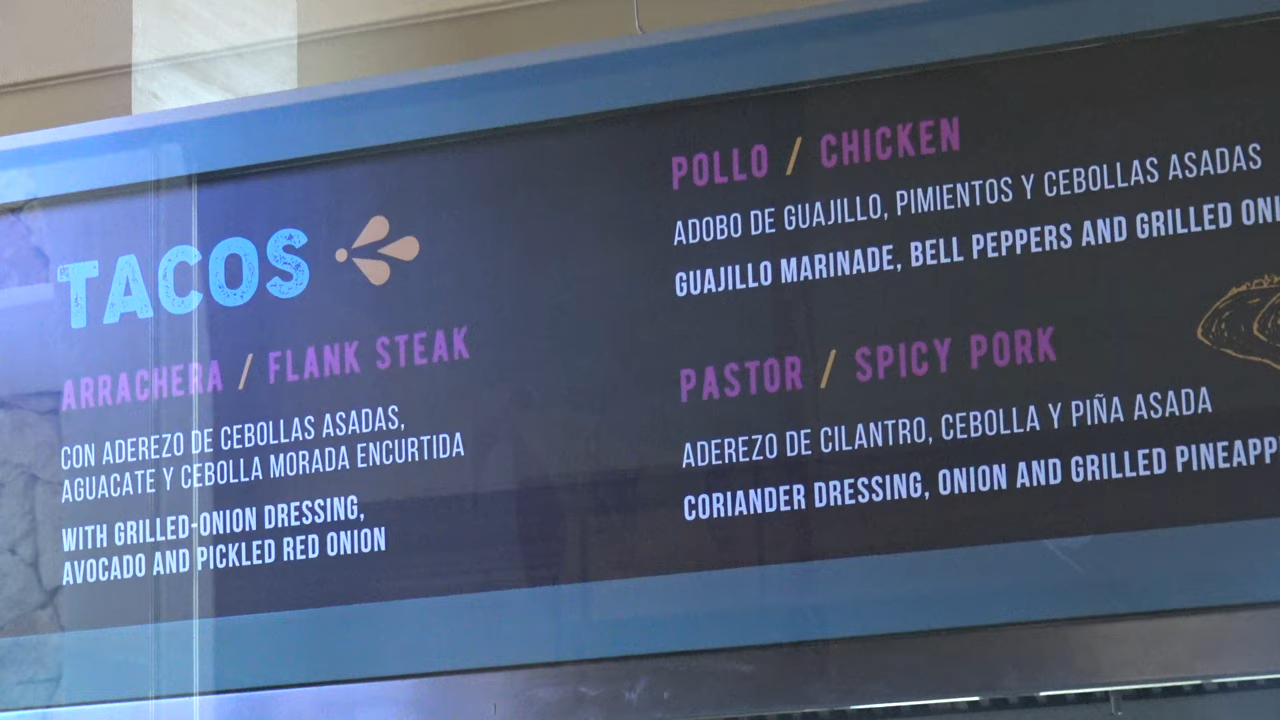 TACOS
ARRACHERA / FLANK STEAK
CON ADEREZO DE CEBOLLAS ASADAS,
AGUACATE Y CEBOLLA MORADA ENCURTIDA
WITH GRILLED-ONION DRESSING,
AVOCADO AND PICKLED RED ONION
POLLO / CHICKEN
ADOBO DE GUAJILLO, PIMIENTOS Y CEBOLLAS ASADAS
GUAJILLO MARINADE, BELL PEPPERS AND GRILLED
PASTOR / SPICY PORK
ADEREZO DE CILANTRO, CEBOLLA Y PIÑA ASADA
CORIANDER DRESSING, ONION AND GRILLED